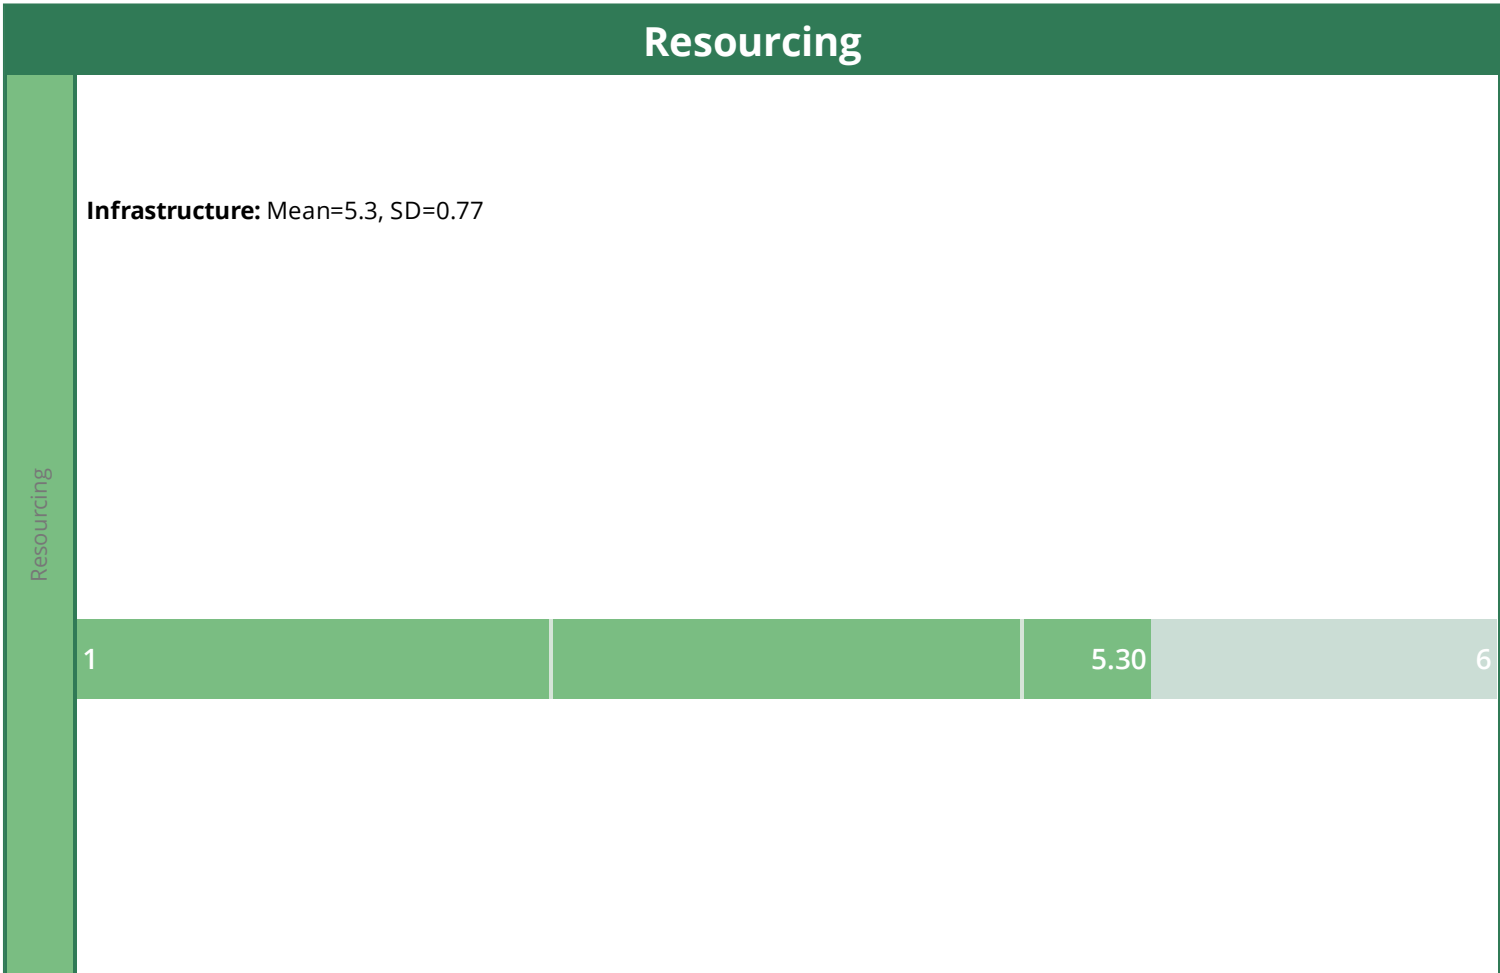 Resourcing
Infrastructure: Mean=5.3, SD=0.77
Resourcing
1 5.30 6